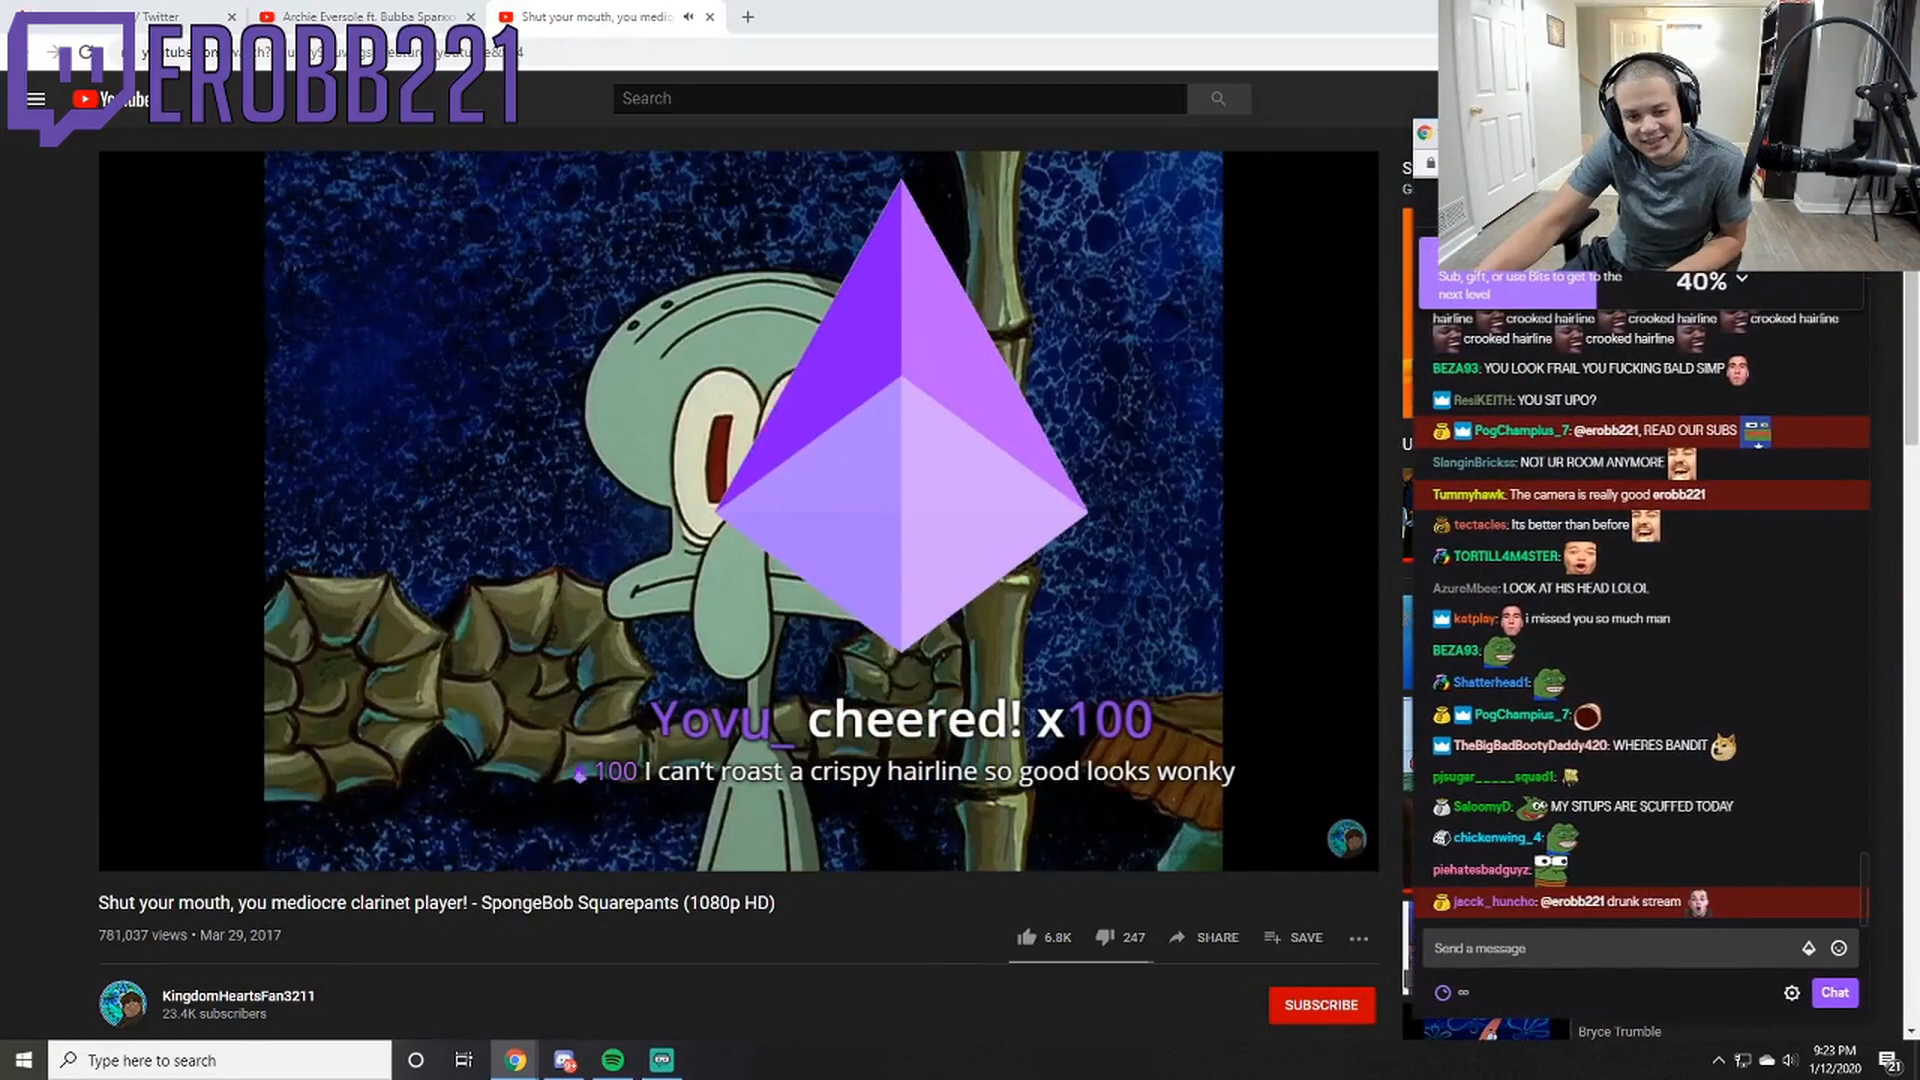 / Twitter
Archie Eversole ft. Bubba Sparxxx
Shut your mouth, you medio
EROBB221
Search
Yovu_ cheered! x100
100 I can't roast a crispy hairline so good looks wonky
Shut your mouth, you mediocre clarinet player! - SpongeBob Squarepants (1080p HD)
781,037 views • Mar 29, 2017
6.8K
247
SHARE
SAVE
KingdomHeartsFan3211
23.4K subscribers
SUBSCRIBE
Sub, gift, or use Bits to get to the
next level
40%
hairline crooked hairline crooked hairline crooked hairline
crooked hairline crooked hairline
BEZA93: YOU LOOK FRAIL YOU FUCKING BALD SIMP
ResiKEITH: YOU SIT UPO?
PogChampius_7: @erobb221, READ OUR SUBS
SlanginBrickss: NOT UR ROOM ANYMORE
Tummyhawk: The camera is really good erobb221
tectacles: Its better than before
TORTILL4M4STER:
AzureMbee: LOOK AT HIS HEAD LOLOL
katplay: i missed you so much man
BEZA93:
Shatterhead1:
PogChampius_7:
TheBigBadBootyDaddy420: WHERES BANDIT
pjsugar_____squad1:
SaloomyD: MY SITUPS ARE SCUFFED TODAY
chickenwing_4:
piehatesbadguyz:
jacck_huncho: @erobb221 drunk stream
Send a message
Chat
Bryce Trumble
Type here to search
9:23 PM
1/12/2020
21